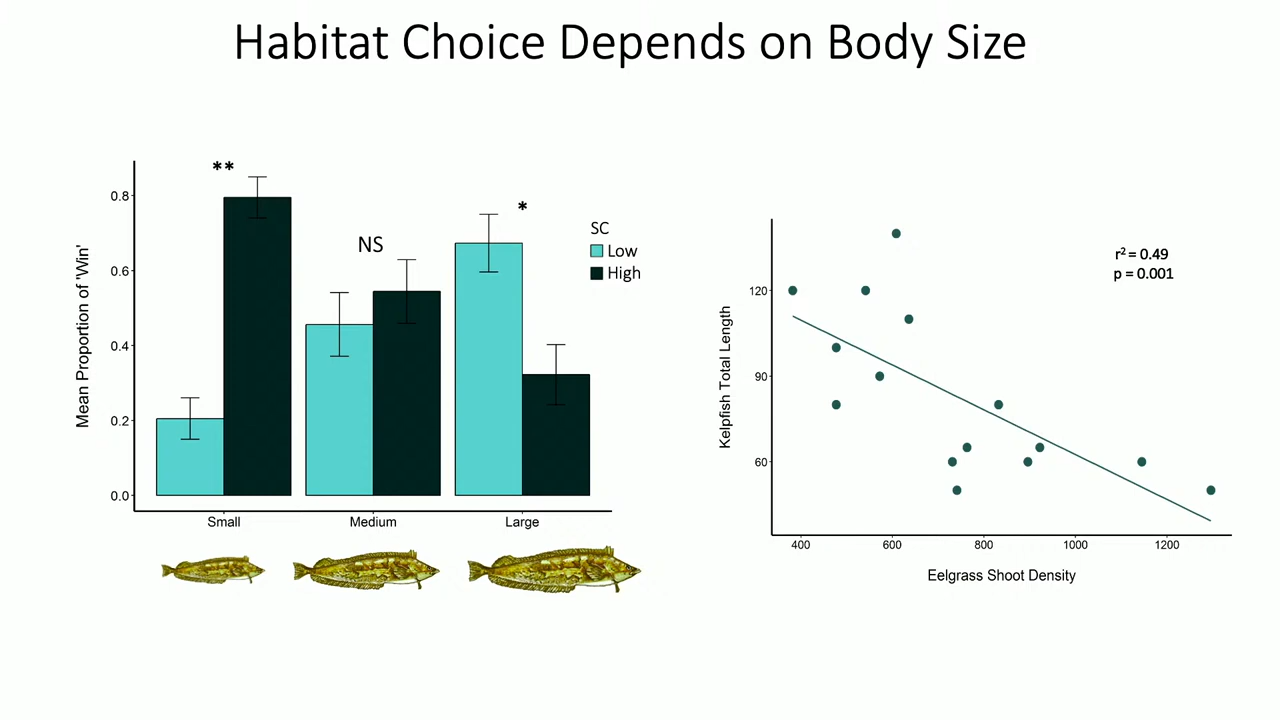 Habitat Choice Depends on Body Size
Mean Proportion of 'Win'
0.8
0.6
0.4
0.2
0.0
**
NS
*
SC
Low
High
Small Medium Large
Kelpfish Total Length
120
90
60
r² = 0.49
p = 0.001
400 600 800 1000 1200
Eelgrass Shoot Density